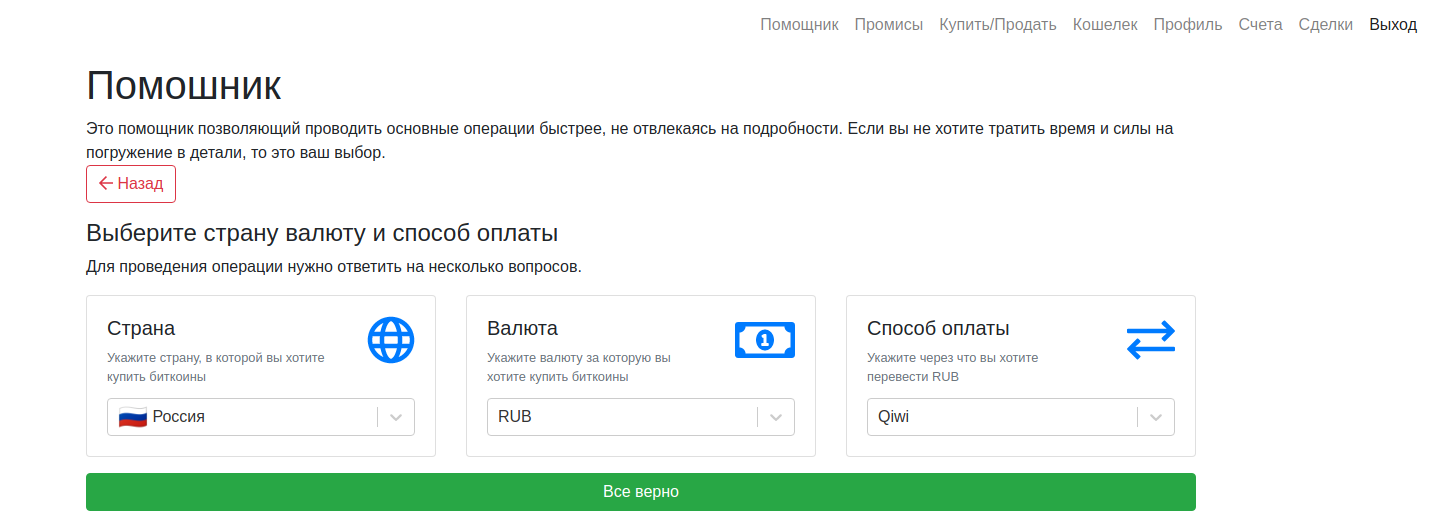 Помощник Промисы Купить/Продать Кошелек Профиль Счета Сделки Выход
Помошник
Это помощник позволяющий проводить основные операции быстрее, не отвлекаясь на подробности. Если вы не хотите тратить время и силы на
погружение в детали, то это ваш выбор.
Назад
Выберите страну валюту и способ оплаты
Для проведения операции нужно ответить на несколько вопросов.
Страна
Укажите страну, в которой вы хотите
купить биткоины
Россия
Валюта
1
Укажите валюту за которую вы
хотите купить биткоины
RUB
Способ оплаты
Укажите через что вы хотите
перевести RUB
Qiwi
Все верно